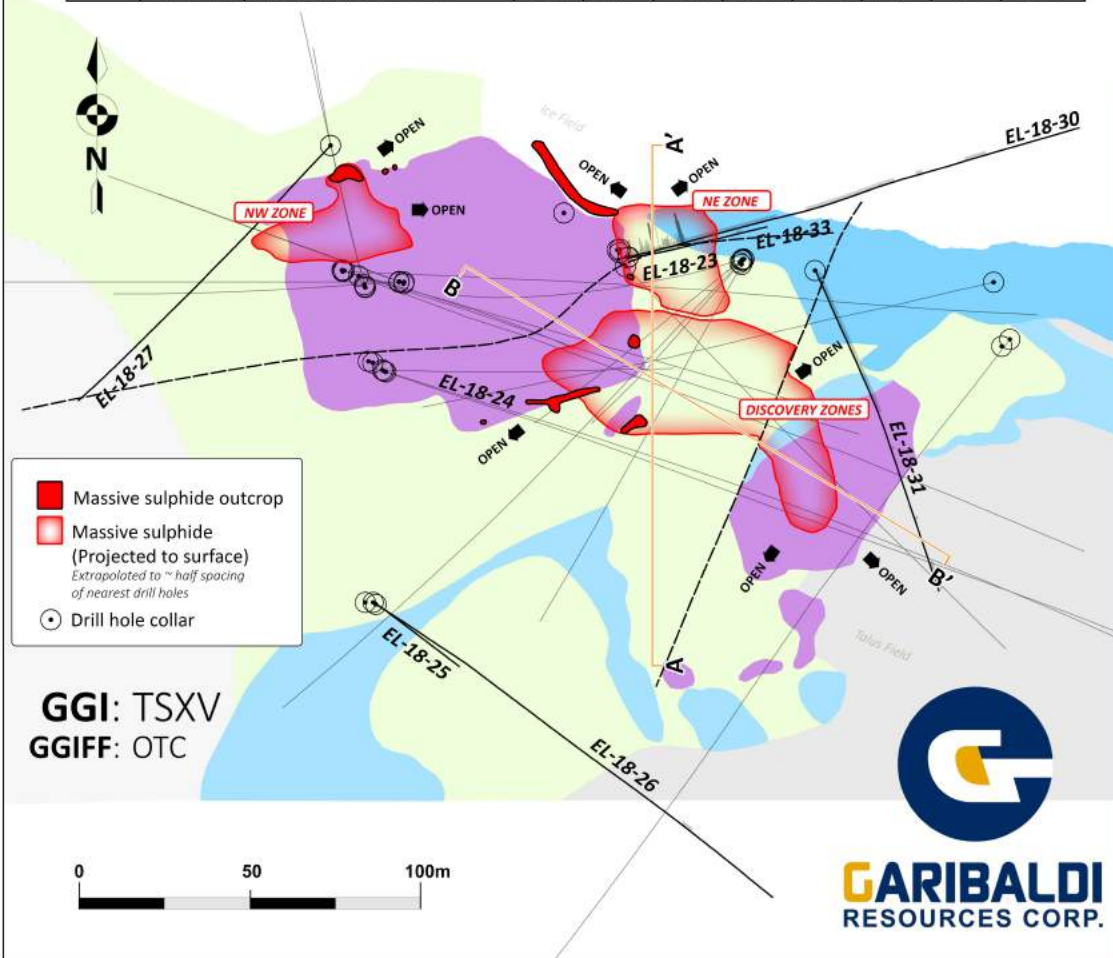 Ice Field
EL-18-30
OPEN
A'
OPEN
OPEN
N
NW ZONE
OPEN
NE ZONE
EL-18-33
EL-18-23
B
EL-18-27
EL-18-24
OPEN
DISCOVERY ZONES
OPEN
EL-18-31
Massive sulphide outcrop
Massive sulphide
(Projected to surface)
Extrapolated to ~ half spacing
of nearest drill holes
Drill hole collar
OPEN
OPEN
B'
EL-18-25
A
Talus Field
GGI: TSXV
GGIFF: OTC
EL-18-26
0 50 100m
GARIBALDI
RESOURCES CORP.